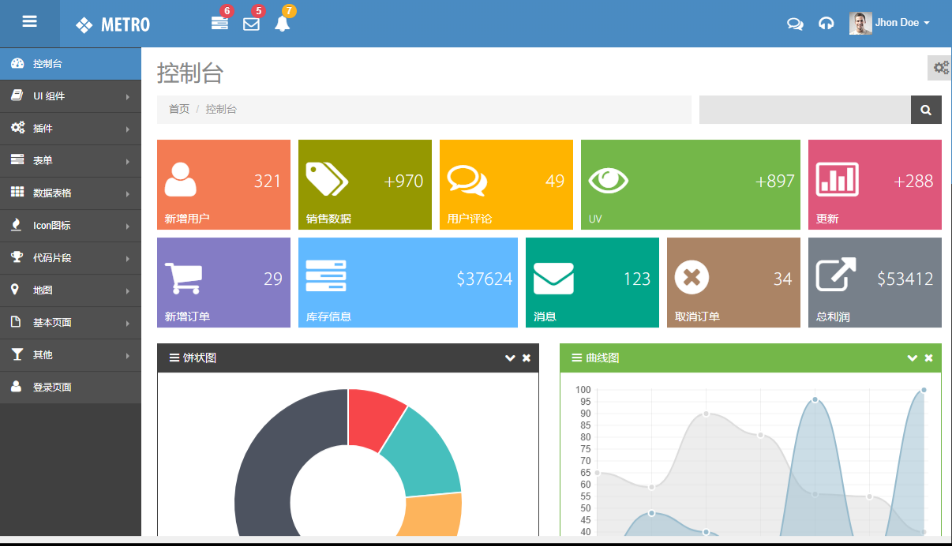 METRO
6
5
7
Jhon Doe
控制台
UI 组件
插件
表单
数据表格
Icon图标
代码片段
地图
基本页面
其他
登录页面
控制台
首页 / 控制台
321
新增用户
+970
销售数据
49
用户评论
+897
UV
+288
更新
29
新增订单
$37624
库存信息
123
消息
34
取消订单
$53412
总利润
饼状图
曲线图
100
95
90
85
80
75
70
65
60
55
50
45
40